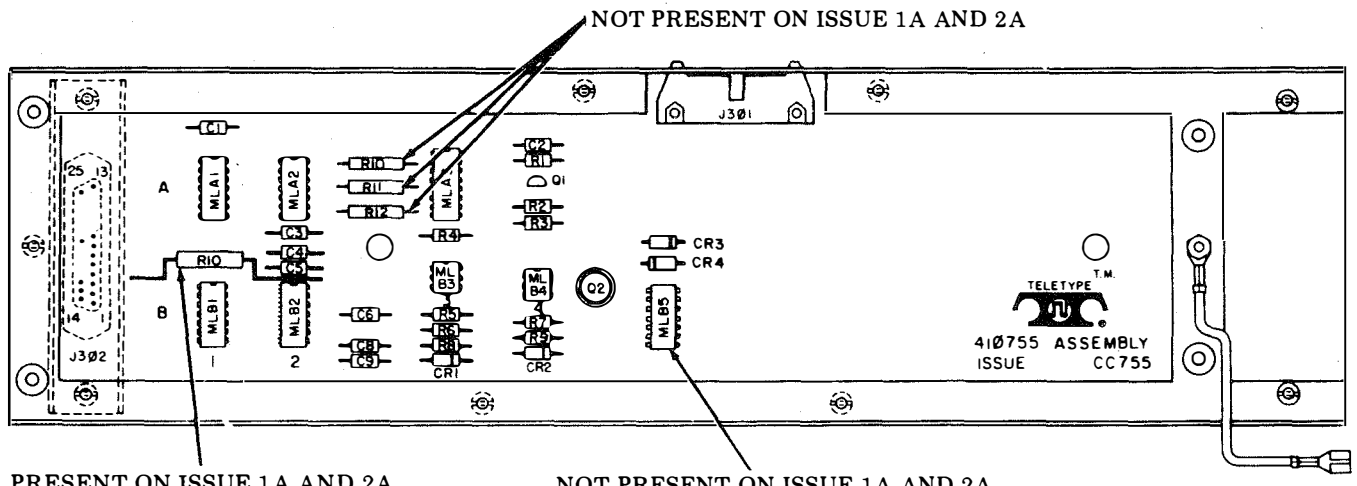 NOT PRESENT ON ISSUE 1A AND 2A
J301
C1
25 13
A
MLA1
MLA2
R10
R11
R12
MLA
C2
R1
Q1
R2
R3
C3
C4
C5
R4
R10
CR3
CR4
ML B3
ML B4
Q2
T.M.
TELETYPE
®
14 1
B
MLB1
MLB2
C6
C8
C9
R5
R6
R8
CR1
R7
R9
CR2
MLB5
J302
1
2
410755 ASSEMBLY
ISSUE CC755
PRESENT ON ISSUE 1A AND 2A
NOT PRESENT ON ISSUE 1A AND 2A